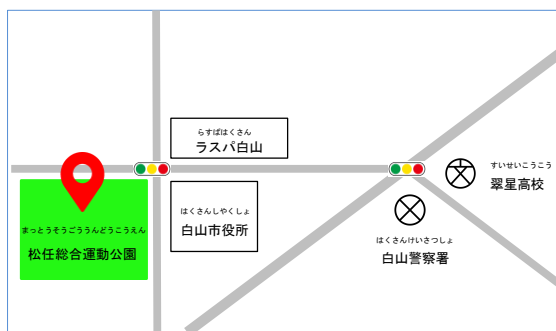 らすぱはくさん
ラスパ白山
すいせいこうこう
翠星高校
はくさんしやくしょ
白山市役所
まっとうそうごううんどうこうえん
松任総合運動公園
はくさんけいさつしょ
白山警察署